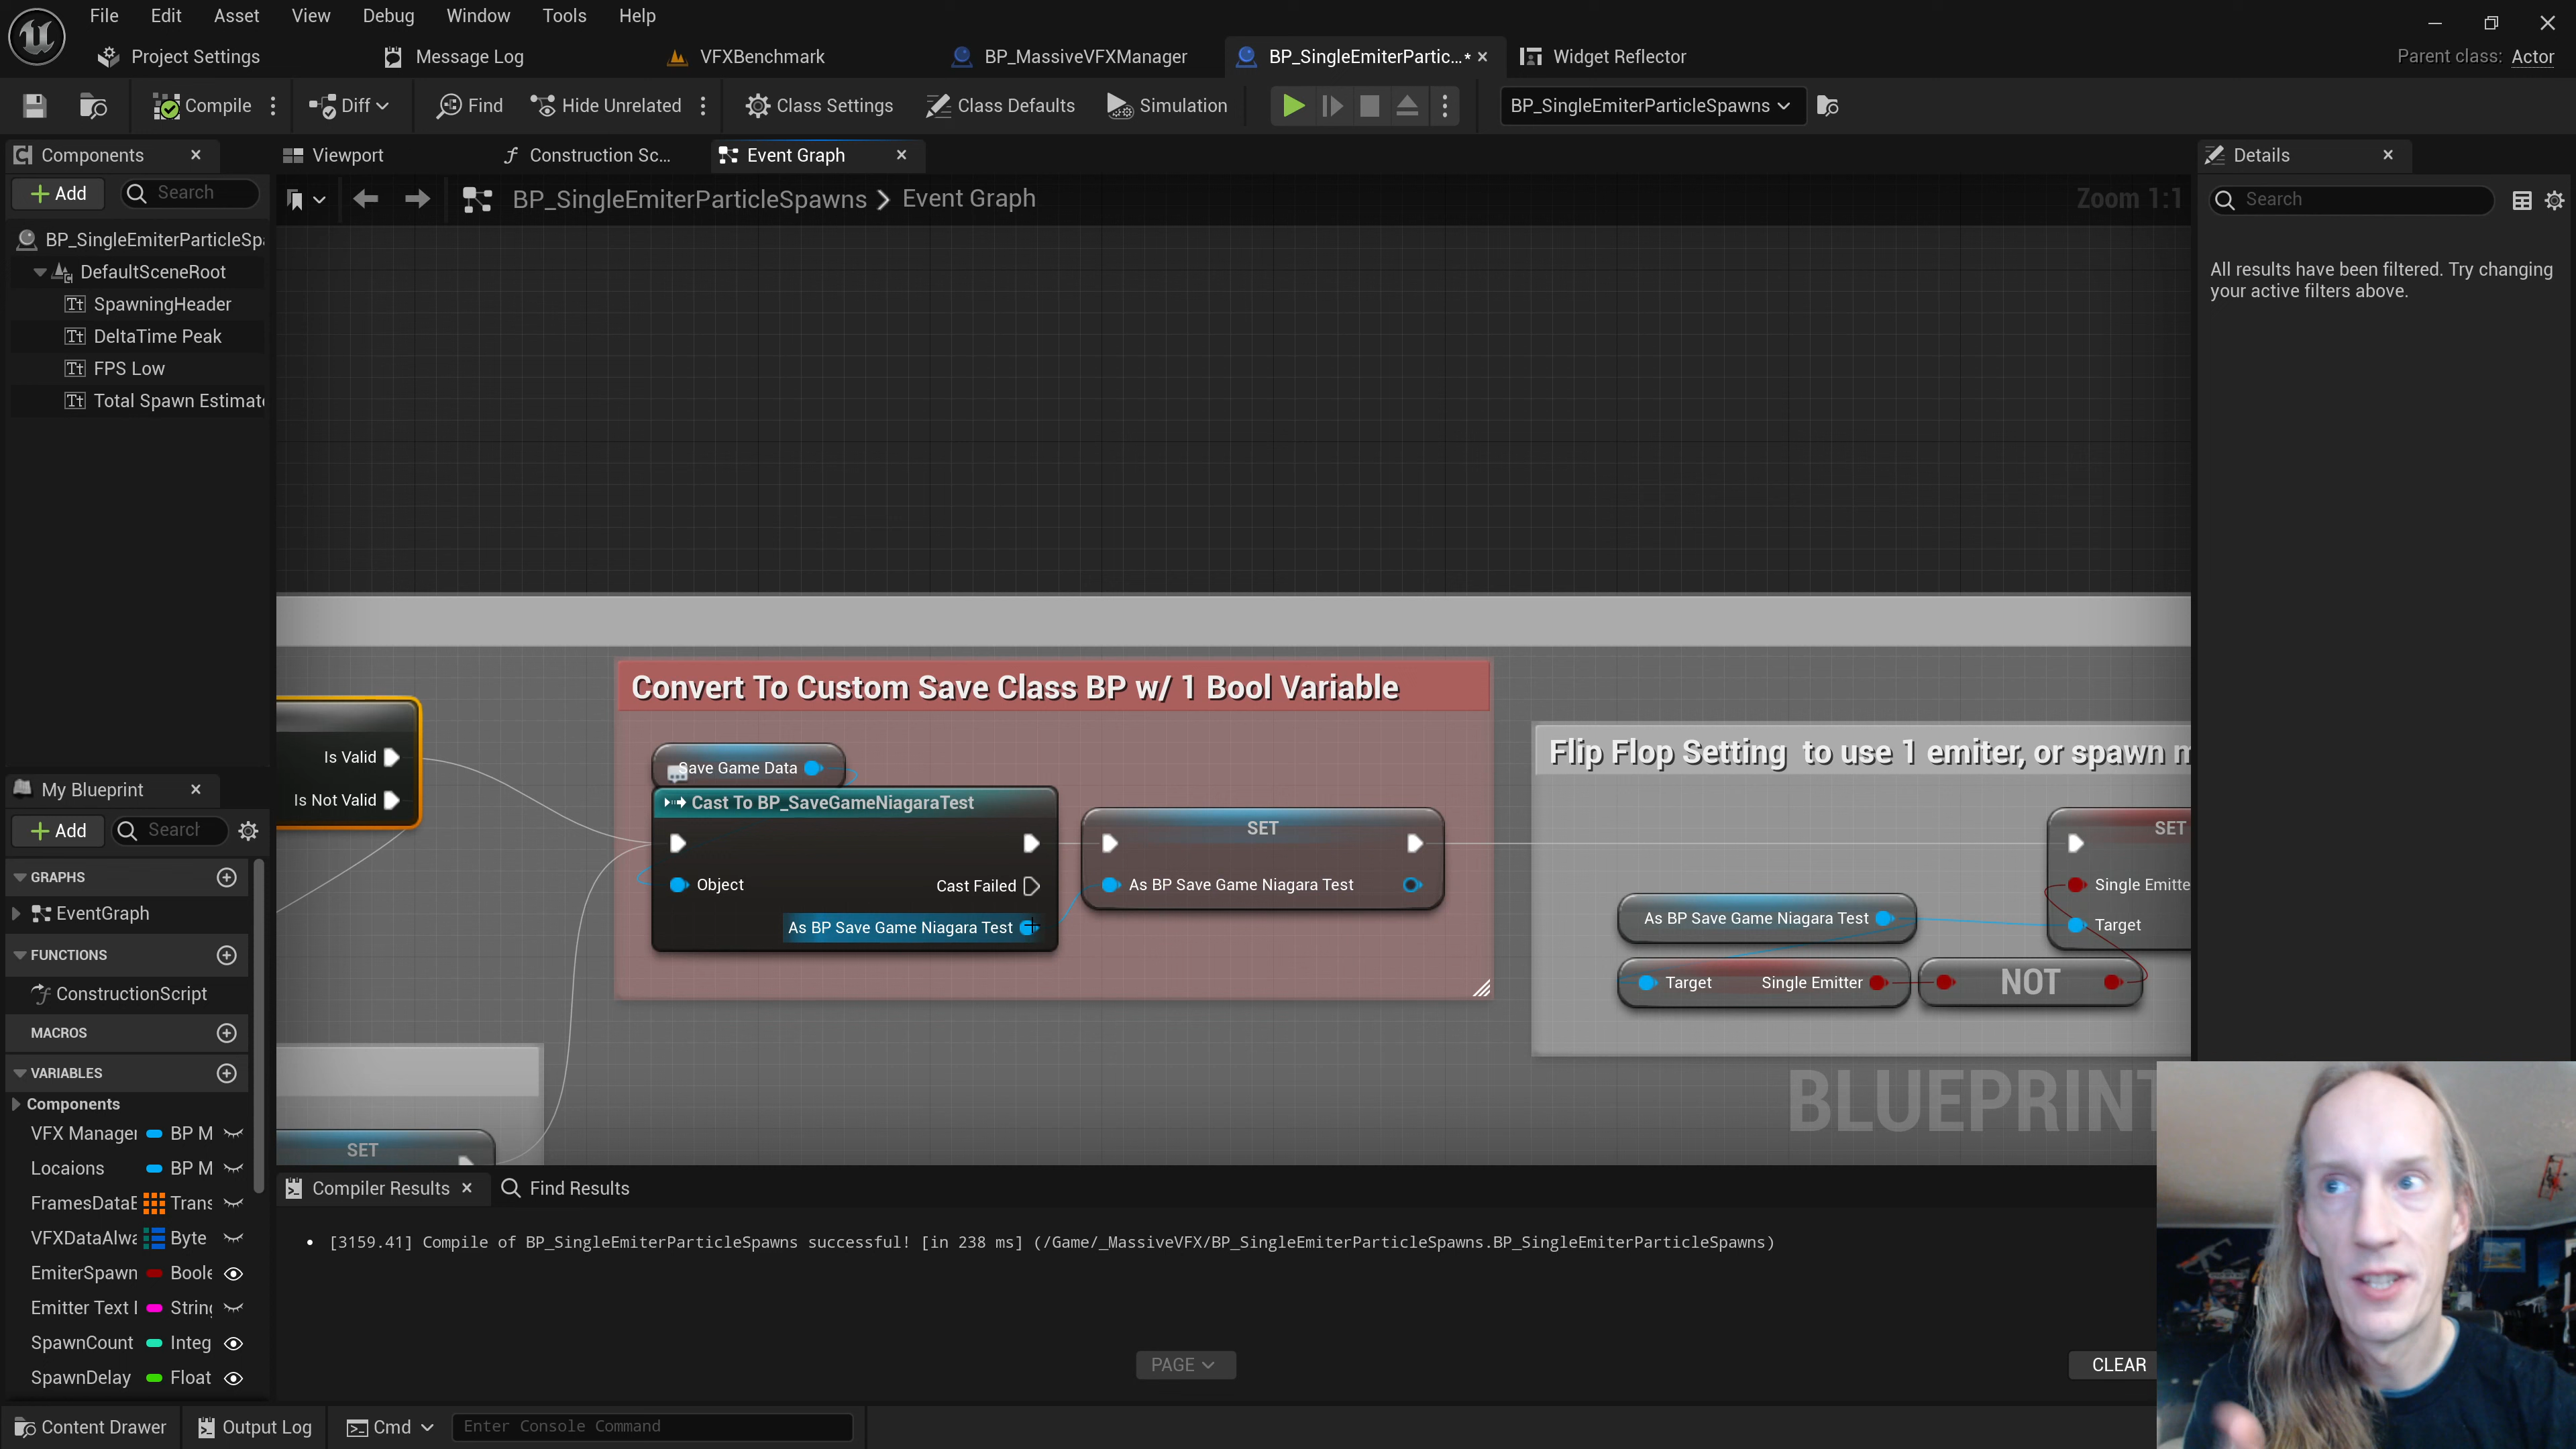 File Edit Asset View Debug Window Tools Help
Project Settings Message Log VFXBenchmark BP_MassiveVFXManager BP_SingleEmiterPartic...* Widget Reflector Parent class: Actor
Compile Diff Find Hide Unrelated Class Settings Class Defaults Simulation BP_SingleEmiterParticleSpawns
Components Viewport Construction Sc... Event Graph Details
Add Search BP_SingleEmiterParticleSpawns > Event Graph Zoom 1:1 Search
BP_SingleEmiterParticleSp
DefaultSceneRoot
SpawningHeader
DeltaTime Peak
FPS Low
Total Spawn Estimat
All results have been filtered. Try changing
your active filters above.
Convert To Custom Save Class BP w/ 1 Bool Variable
Is Valid
Is Not Valid
Save Game Data
Cast To BP_SaveGameNiagaraTest
Object
Cast Failed
As BP Save Game Niagara Test
SET
As BP Save Game Niagara Test
Flip Flop Setting to use 1 emiter, or spawn
SET
Single Emitte
Target
As BP Save Game Niagara Test
Target Single Emitter
NOT
SET
BLUEPRINT
My Blueprint
Add Search
GRAPHS
EventGraph
FUNCTIONS
ConstructionScript
MACROS
VARIABLES
Components
VFX Manager BP M
Locaions BP M
FramesDataE Trans
VFXDataAlwa Byte
EmiterSpawn Boole
Emitter Text String
SpawnCount Integ
SpawnDelay Float
Compiler Results Find Results
• [3159.41] Compile of BP_SingleEmiterParticleSpawns successful! [in 238 ms] (/Game/_MassiveVFX/BP_SingleEmiterParticleSpawns.BP_SingleEmiterParticleSpawns)
PAGE CLEAR
Content Drawer Output Log Cmd Enter Console Command